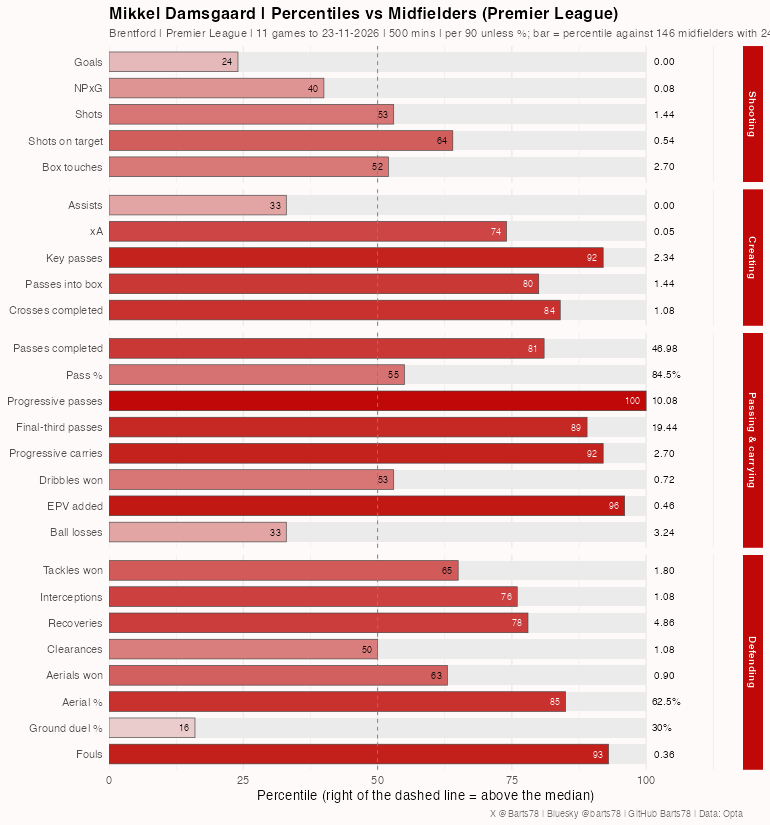 Mikkel Damsgaard | Percentiles vs Midfielders (Premier League)
Brentford | Premier League | 11 games to 23-11-2026 | 500 mins | per 90 unless %; bar = percentile against 146 midfielders with 24
Goals 24 0.00
NPxG 40 0.08
Shots 53 1.44
Shots on target 64 0.54
Box touches 52 2.70
Shooting
Assists 33 0.00
xA 74 0.05
Key passes 92 2.34
Passes into box 80 1.44
Crosses completed 84 1.08
Creating
Passes completed 81 46.98
Pass % 55 84.5%
Progressive passes 100 10.08
Final-third passes 89 19.44
Progressive carries 92 2.70
Dribbles won 53 0.72
EPV added 96 0.46
Ball losses 33 3.24
Passing & carrying
Tackles won 65 1.80
Interceptions 76 1.08
Recoveries 78 4.86
Clearances 50 1.08
Aerials won 63 0.90
Aerial % 85 62.5%
Ground duel % 16 30%
Fouls 93 0.36
Defending
0 25 50 75 100
Percentile (right of the dashed line = above the median)
X @Barts78 | Bluesky @barts78 | GitHub Barts78 | Data: Opta